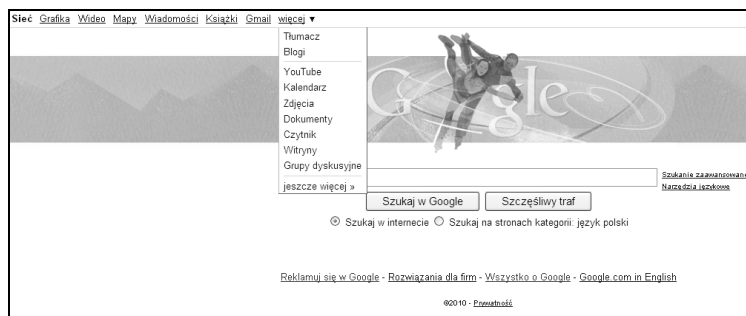 Sieć Grafika Wideo Mapy Wiadomości Książki Gmail więcej ▼
Tłumacz
Blogi
YouTube
Kalendarz
Zdjęcia
Dokumenty
Czytnik
Witryny
Grupy dyskusyjne
jeszcze więcej »
Google
Szukanie zaawansowane
Narzędzia językowe
Szukaj w Google Szczęśliwy traf
Szukaj w internecie Szukaj na stronach kategorii: język polski
Reklamuj się w Google - Rozwiązania dla firm - Wszystko o Google - Google.com in English
©2010 - Prywatność